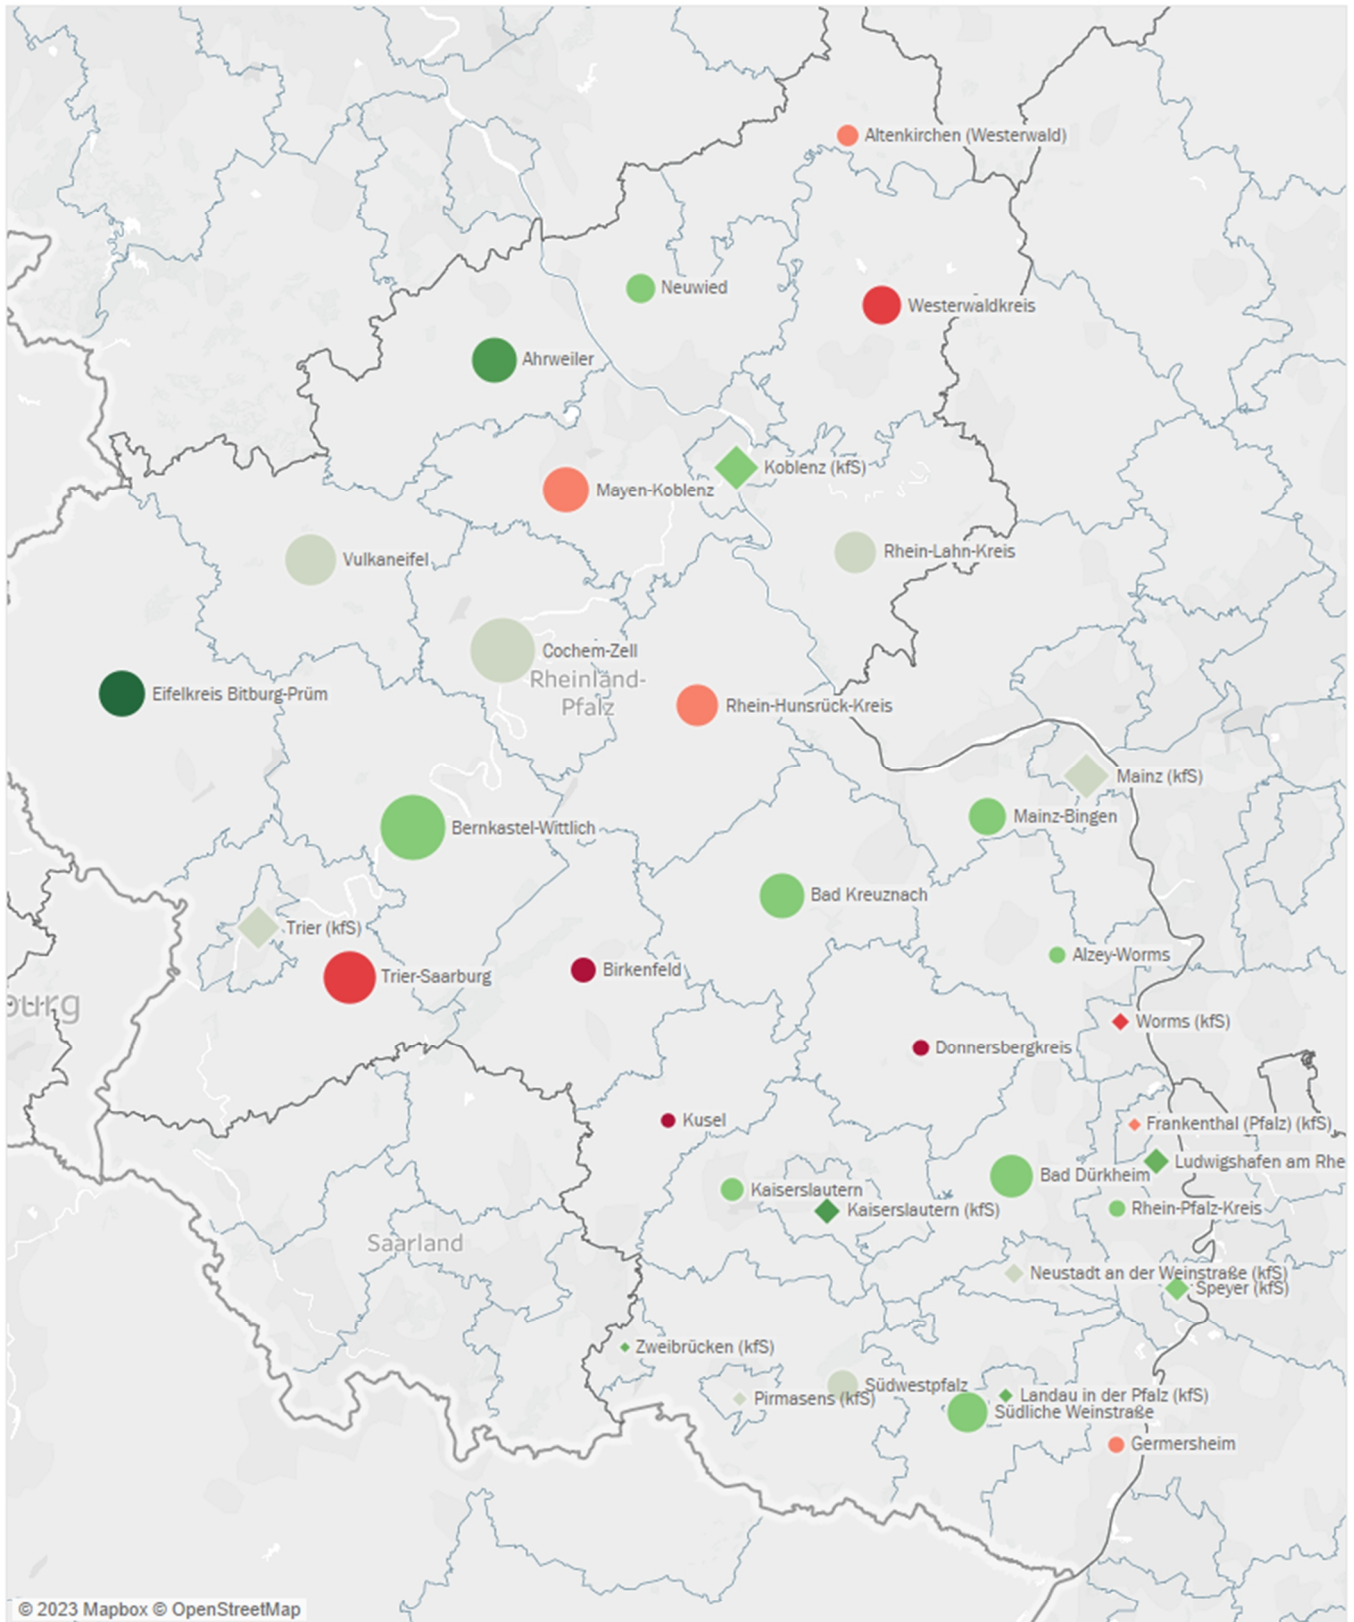 Altenkirchen (Westerwald)
Neuwied
Westerwaldkreis
Ahrweiler
Koblenz (kfS)
Mayen-Koblenz
Rhein-Lahn-Kreis
Vulkaneifel
Cochem-Zell
Rheinland-
Pfalz
Eifelkreis Bitburg-Prüm
Rhein-Hunsrück-Kreis
Mainz (kfS)
Mainz-Bingen
Bernkastel-Wittlich
Bad Kreuznach
Trier (kfS)
Alzey-Worms
Birkenfeld
Trier-Saarburg
burg
Worms (kfS)
Donnersbergkreis
Kusel
Frankenthal (Pfalz) (kfS)
Ludwigshafen am Rhe
Bad Dürkheim
Kaiserslautern
Rhein-Pfalz-Kreis
Kaiserslautern (kfS)
Saarland
Neustadt an der Weinstraße (kfS)
Speyer (kfS)
Zweibrücken (kfS)
Südwestpfalz
Landau in der Pfalz (kfS)
Pirmasens (kfS)
Südliche Weinstraße
Germersheim
© 2023 Mapbox © OpenStreetMap